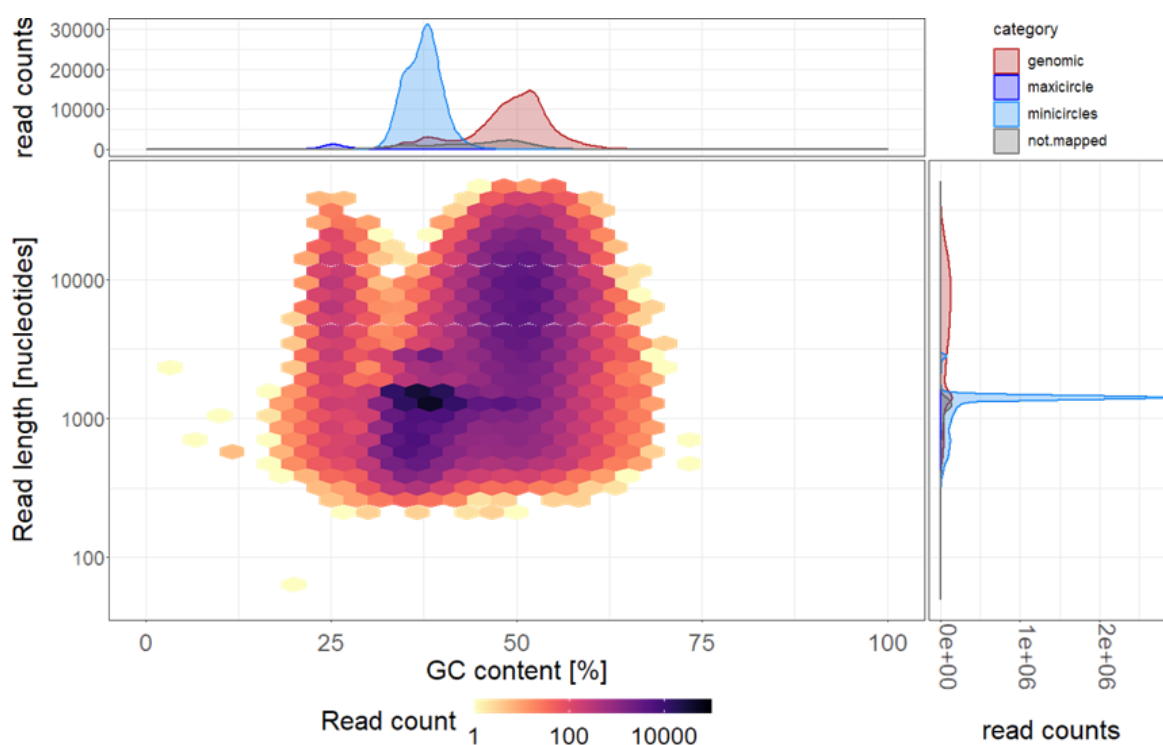 read counts
30000
20000
10000
0
category
genomic
maxicircle
minicircles
not.mapped
Read length [nucleotides]
10000
1000
100
0
25
50
75
100
GC content [%]
Read count
1
100
10000
0e+00
1e+06
2e+06
read counts